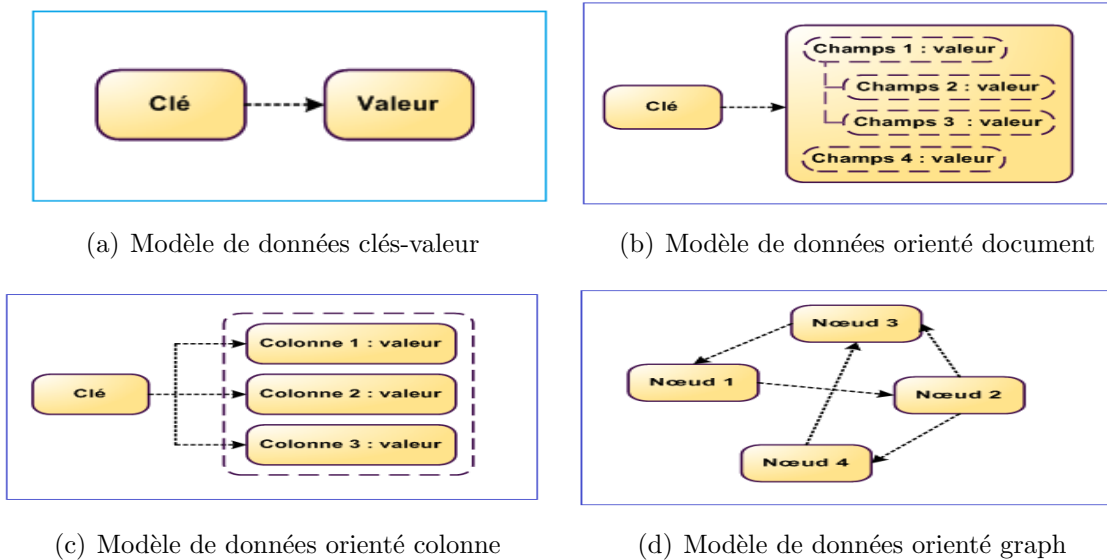 Clé
Valeur
(a) Modèle de données clés-valeur
Clé
Champs 1 : valeur
Champs 2 : valeur
Champs 3 : valeur
Champs 4 : valeur
(b) Modèle de données orienté document
Clé
Colonne 1 : valeur
Colonne 2 : valeur
Colonne 3 : valeur
(c) Modèle de données orienté colonne
Nœud 3
Nœud 1
Nœud 2
Nœud 4
(d) Modèle de données orienté graph